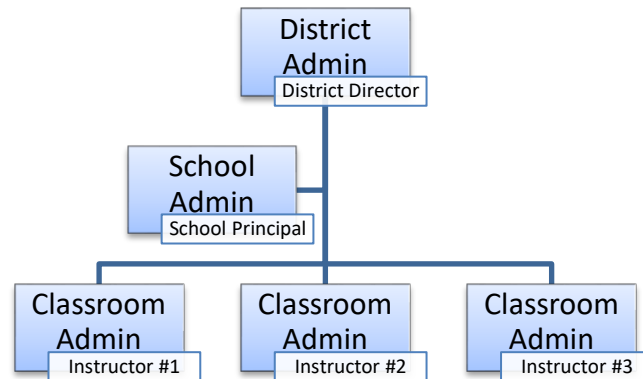 District
Admin
District Director
School
Admin
School Principal
Classroom
Admin
Instructor #1
Classroom
Admin
Instructor #2
Classroom
Admin
Instructor #3